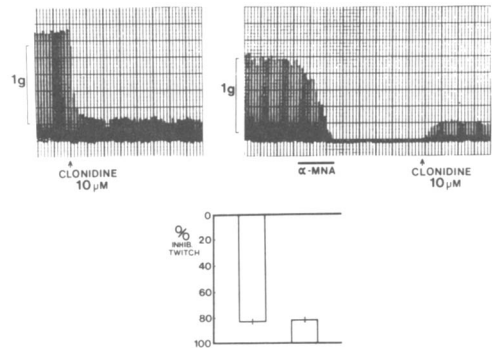 1g
CLONIDINE
10 μM
1g
α-MNA
CLONIDINE
10 μM
%
INHIB
TWITCH
0
20
40
60
80
100